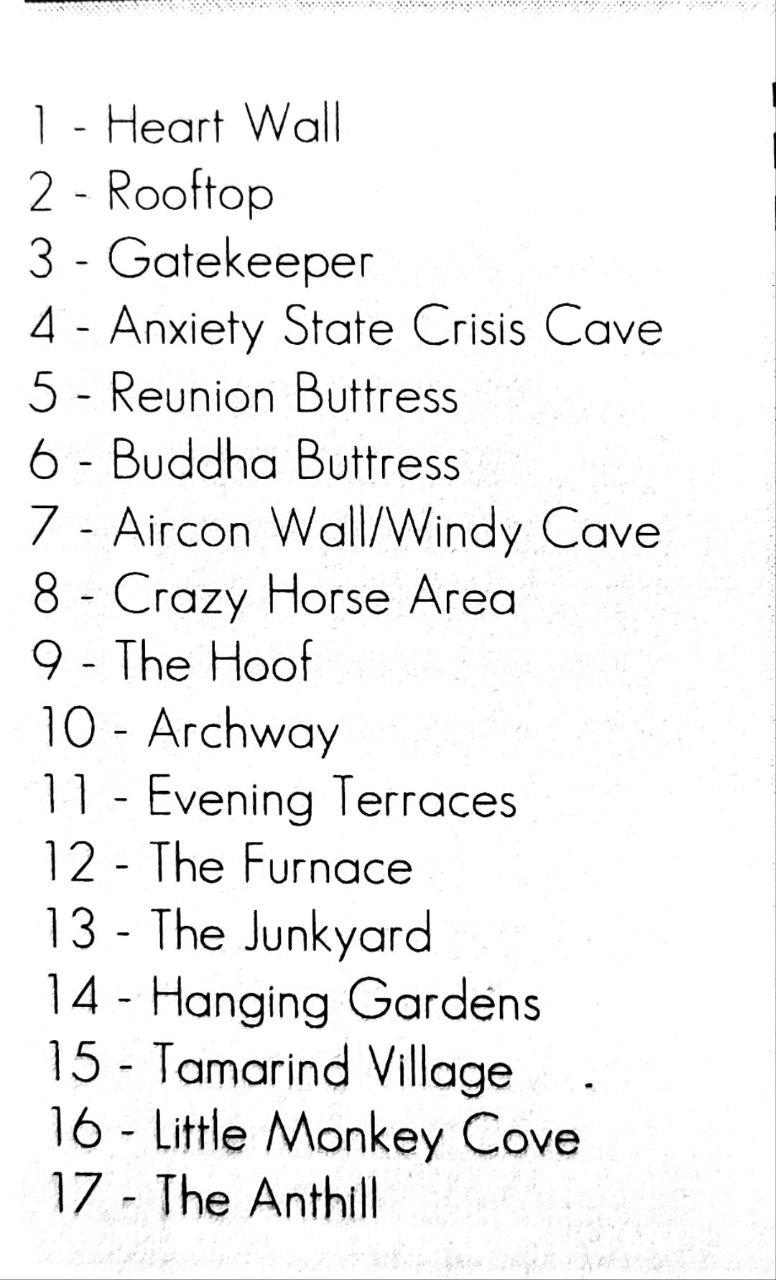 1 - Heart Wall
2 - Rooftop
3 - Gatekeeper
4 - Anxiety State Crisis Cave
5 - Reunion Buttress
6 - Buddha Buttress
7 - Aircon Wall/Windy Cave
8 - Crazy Horse Area
9 - The Hoof
10 - Archway
11 - Evening Terraces
12 - The Furnace
13 - The Junkyard
14 - Hanging Gardens
15 - Tamarind Village
16 - Little Monkey Cove
17 - The Anthill